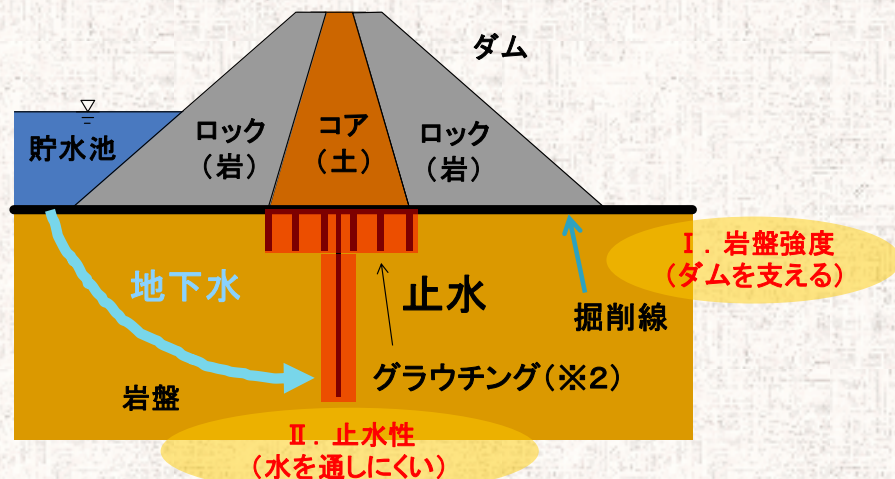 ダム
ロック
（岩）
コア
（土）
ロック
（岩）
貯水池
Ⅰ．岩盤強度
（ダムを支える）
地下水
止水
掘削線
グラウチング（※２）
岩盤
Ⅱ．止水性
（水を通しにくい）